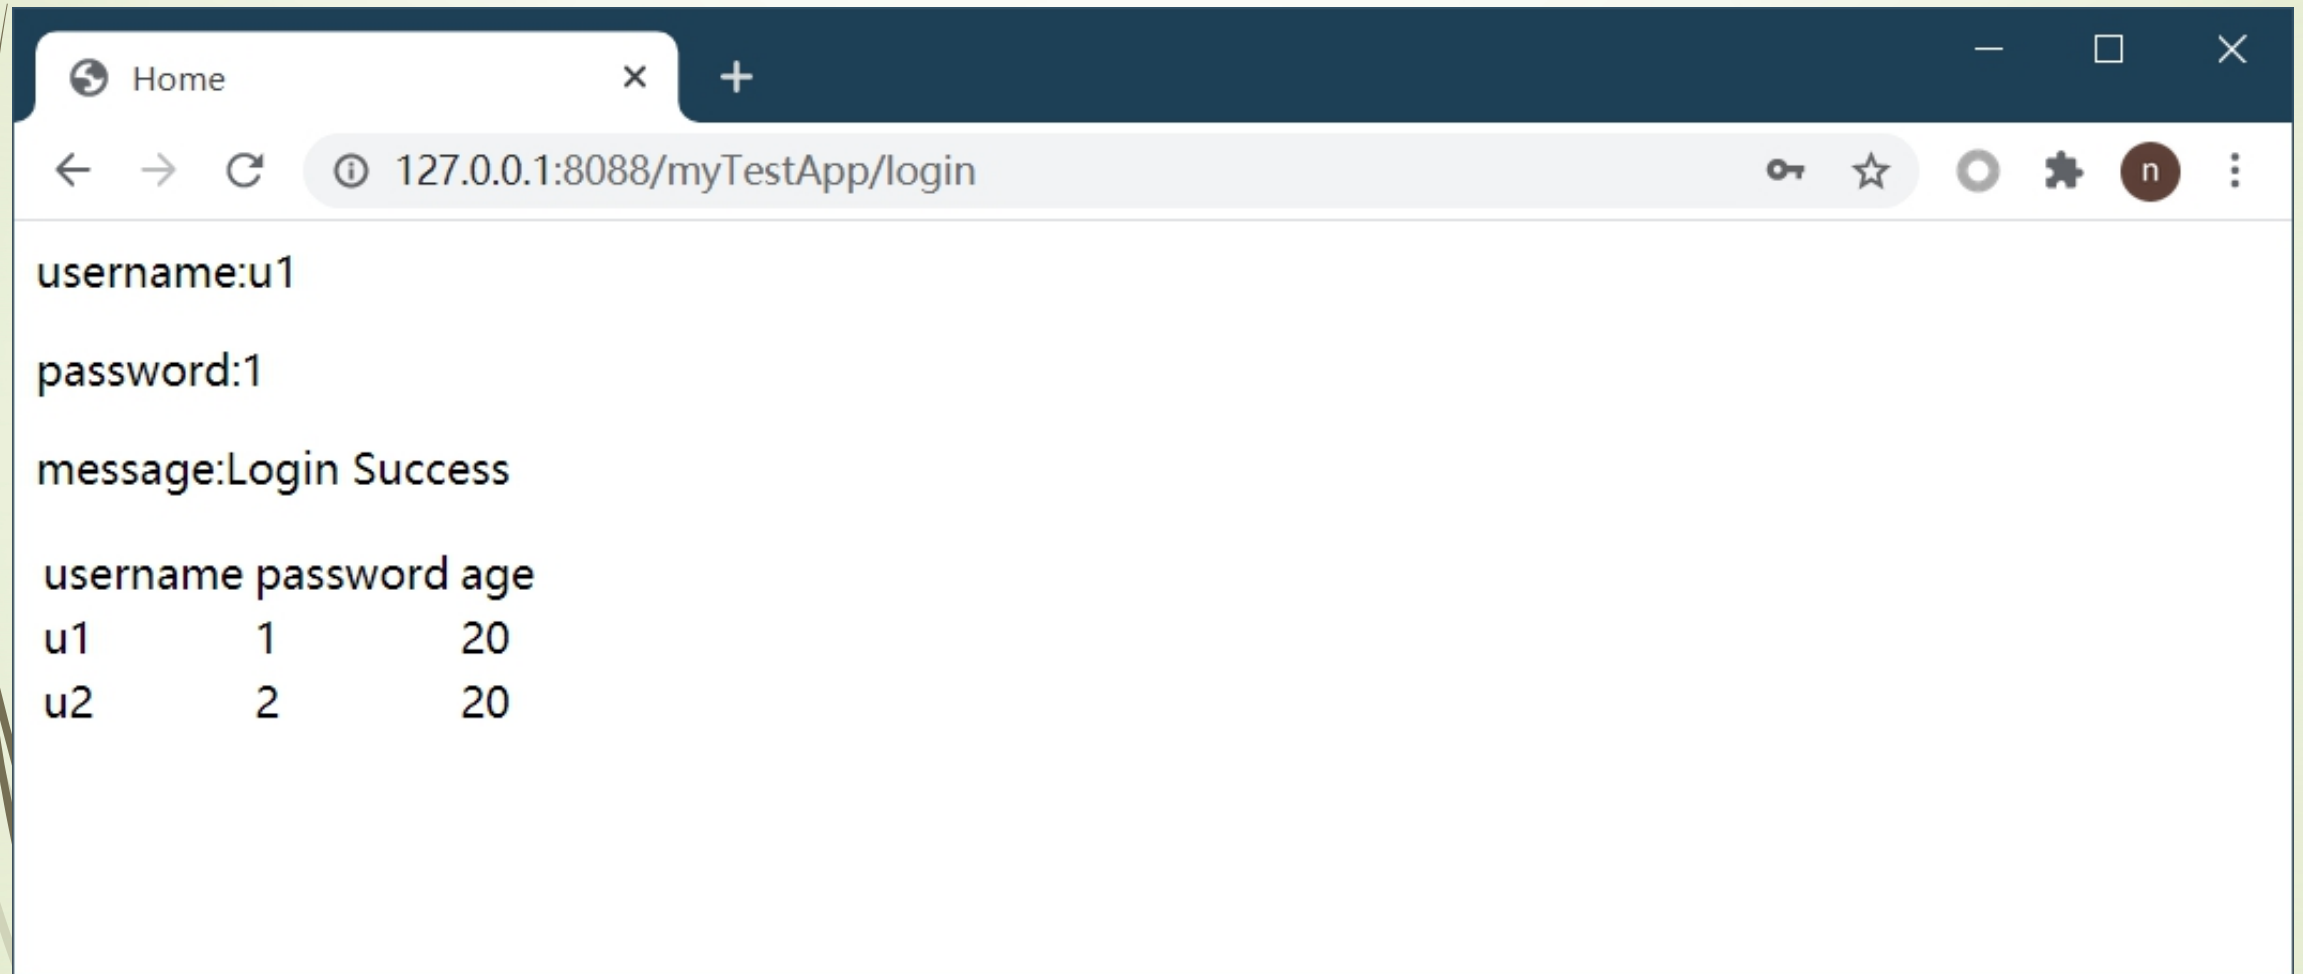 Home
127.0.0.1:8088/myTestApp/login
n
username:u1
password:1
message:Login Success
username password age
u1 1 20
u2 2 20